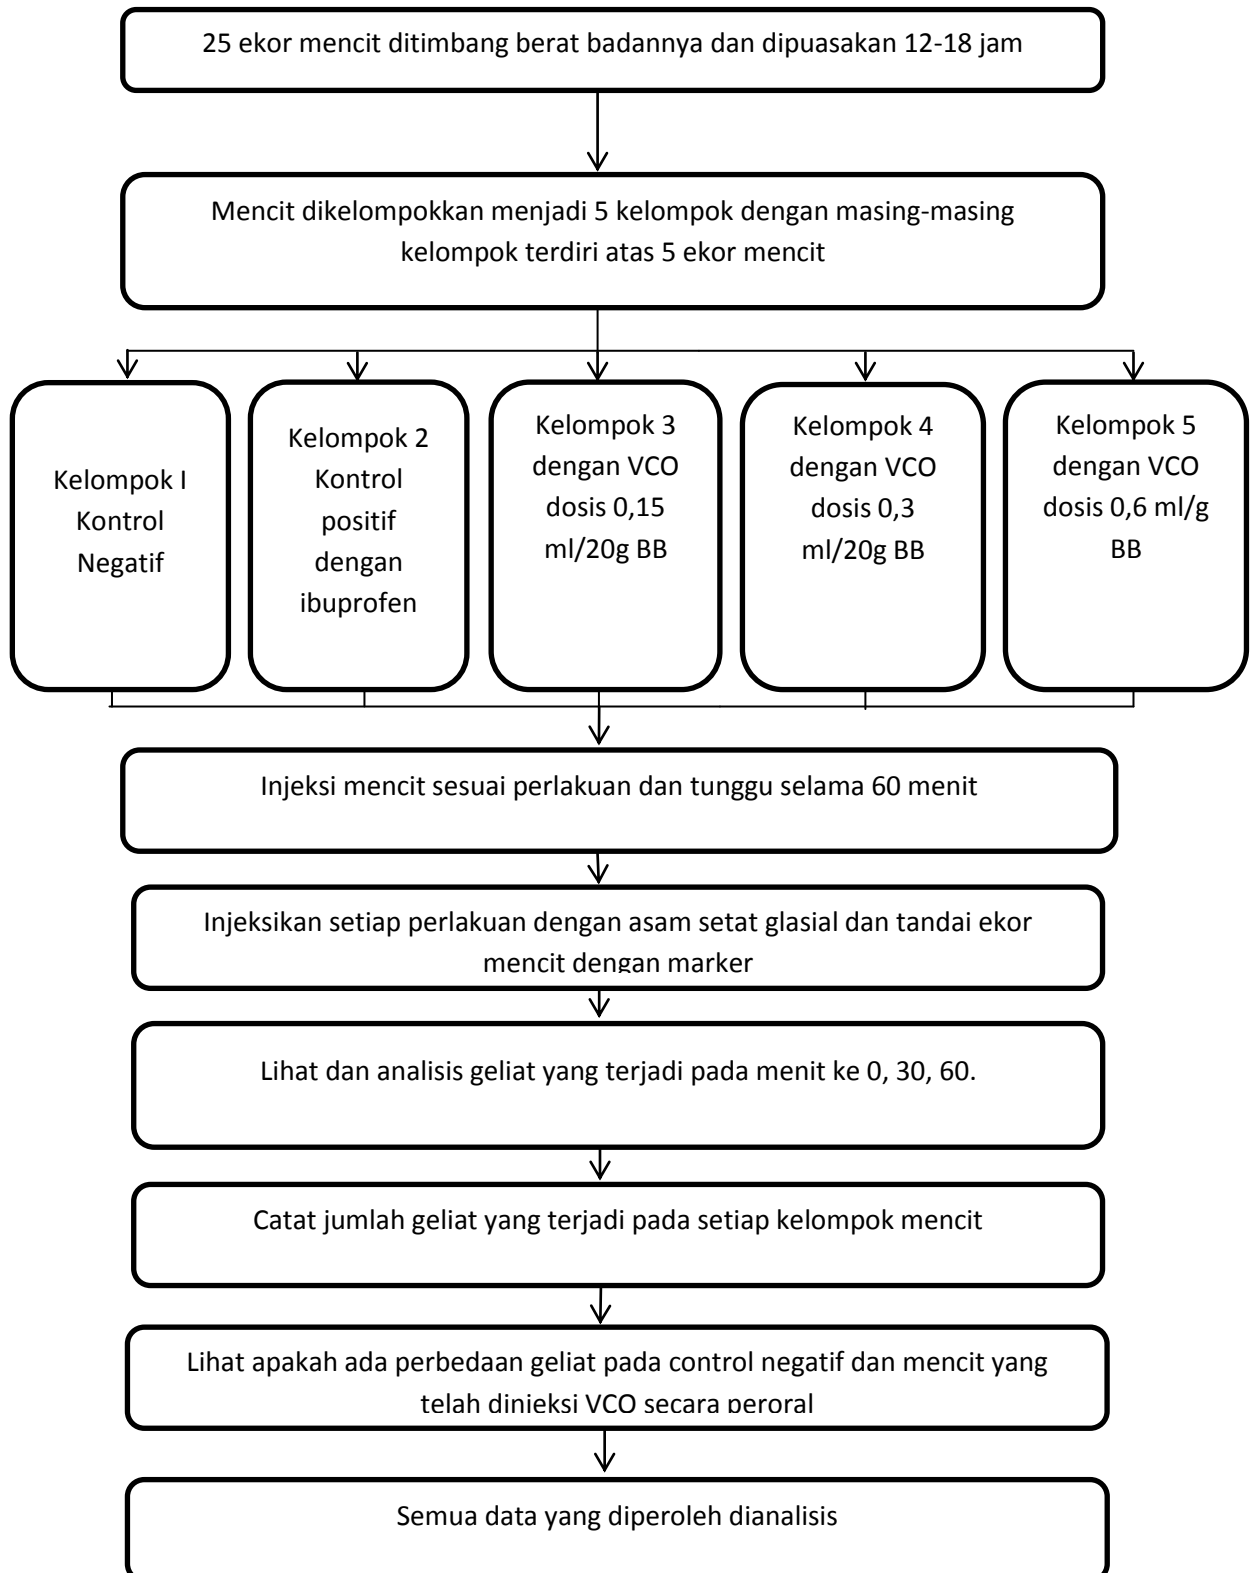 25 ekor mencit ditimbang berat badannya dan dipuasakan 12-18 jam
Mencit dikelompokkan menjadi 5 kelompok dengan masing-masing
kelompok terdiri atas 5 ekor mencit
Kelompok I
Kontrol
Negatif
Kelompok 2
Kontrol
positif
dengan
ibuprofen
Kelompok 3
dengan VCO
dosis 0,15
ml/20g BB
Kelompok 4
dengan VCO
dosis 0,3
ml/20g BB
Kelompok 5
dengan VCO
dosis 0,6 ml/g
BB
Injeksi mencit sesuai perlakuan dan tunggu selama 60 menit
Injeksikan setiap perlakuan dengan asam setat glasial dan tandai ekor
mencit dengan marker
Lihat dan analisis geliat yang terjadi pada menit ke 0, 30, 60.
Catat jumlah geliat yang terjadi pada setiap kelompok mencit
Lihat apakah ada perbedaan geliat pada control negatif dan mencit yang
telah dinieksi VCO secara peroral
Semua data yang diperoleh dianalisis